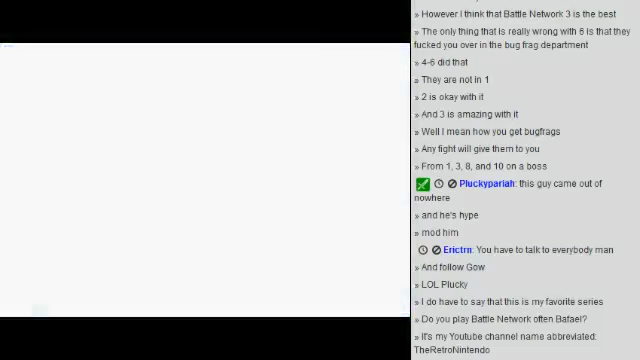 » However I think that Battle Network 3 is the best
» The only thing that is really wrong with 6 is that they
fucked you over in the bug frag department
» 4-6 did that
» They are not in 1
» 2 is okay with it
» And 3 is amazing with it
» Well I mean how you get bugfrags
» Any fight will give them to you
» From 1, 3, 8, and 10 on a boss
Pluckypariah: this guy came out of
nowhere
» and he's hype
» mod him
Erictrn: You have to talk to everybody man
» And follow Gow
» LOL Plucky
» I do have to say that this is my favorite series
» Do you play Battle Network often Bafael?
» It's my Youtube channel name abbreviated:
TheRetroNintendo